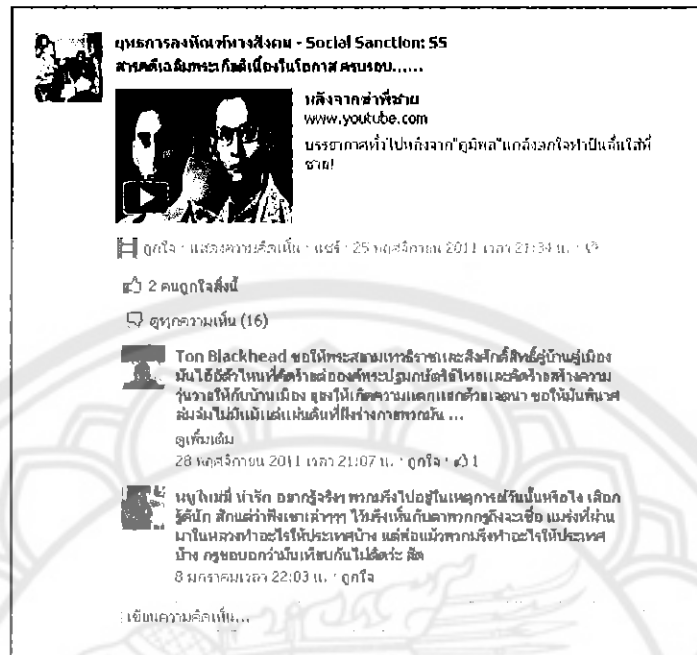 ยุทธการลงทัณฑ์ทางสังคม - Social Sanction: SS
สารคดีเฉลิมพระเกียติเนื่องในโอกาส ครบรอบ......
หลังจากฆ่าพี่ชาย
www.youtube.com
บรรยากาศทั่วไปหลังจาก"ภูมิพล"แกล้งตกใจทำปืนลั่นใส่พี่
ชาย!
ถูกใจ · แสดงความคิดเห็น · แชร์ · 25 พฤศจิกายน 2011 เวลา 21:34 น. ·
2 คนถูกใจสิ่งนี้
ดูทุกความเห็น (16)
Ton Blackhead ขอให้พระสยามเทวธิราชและสิ่งศักดิ์สิทธิ์คู่บ้านคู่เมือง
มันไอ้อีตัวไหนที่คิดร้ายต่อองค์พระปฐมกษัตริย์ไทยและคิดร้ายสร้างความ
วุ่นวายให้กับบ้านเมือง ยุงให้เกิดความแตกแยกด้วยเจตนา ขอให้มันพินาศ
ล่มจ่มไม่มีแม้แต่แผ่นดินที่ฝังร่างกายพวกมัน ...
ดูเพิ่มเติม
28 พฤศจิกายน 2011 เวลา 21:07 น. · ถูกใจ · 1
หนูใหม่มี่ น่ารัก อยากรู้จริงๆ พวกมรึงไปอยู่ในเหตุการณ์วันนั้นหรือไง เสือก
รู้ดีนัก สักแต่ว่าฟังเขาเล่าๆๆๆ ไว้มรึงเห็นกับตาพวกกรูถึงจะเชื่อ แมร่งที่ผ่าน
มาในหลวงทำอะไรให้ประเทศบ้าง แต่พ่อแม้วพวกมรึงทำอะไรให้ประเทศ
บ้าง กรูขอบอกว่ามันเทียบกันไม่ติดว่ะ สัด
8 มกราคมเวลา 22:03 น. · ถูกใจ
เขียนความคิดเห็น...